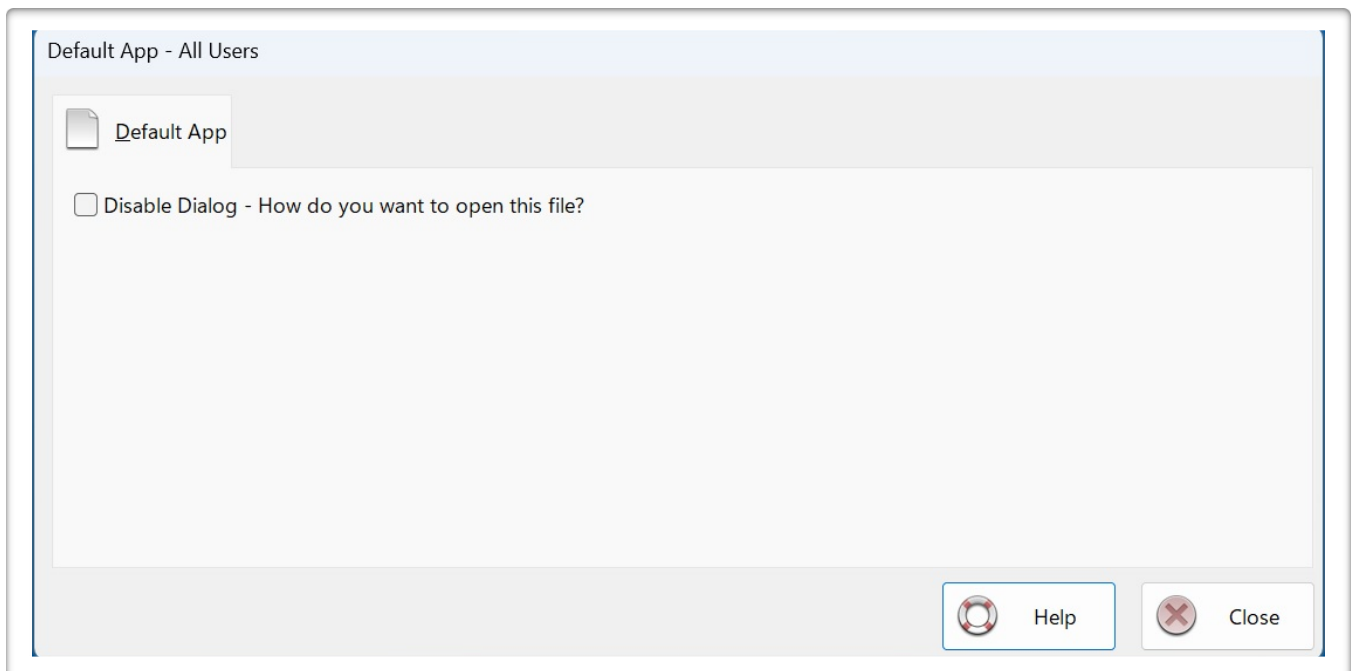 Default App - All Users
Default App
Disable Dialog - How do you want to open this file?
Help
Close